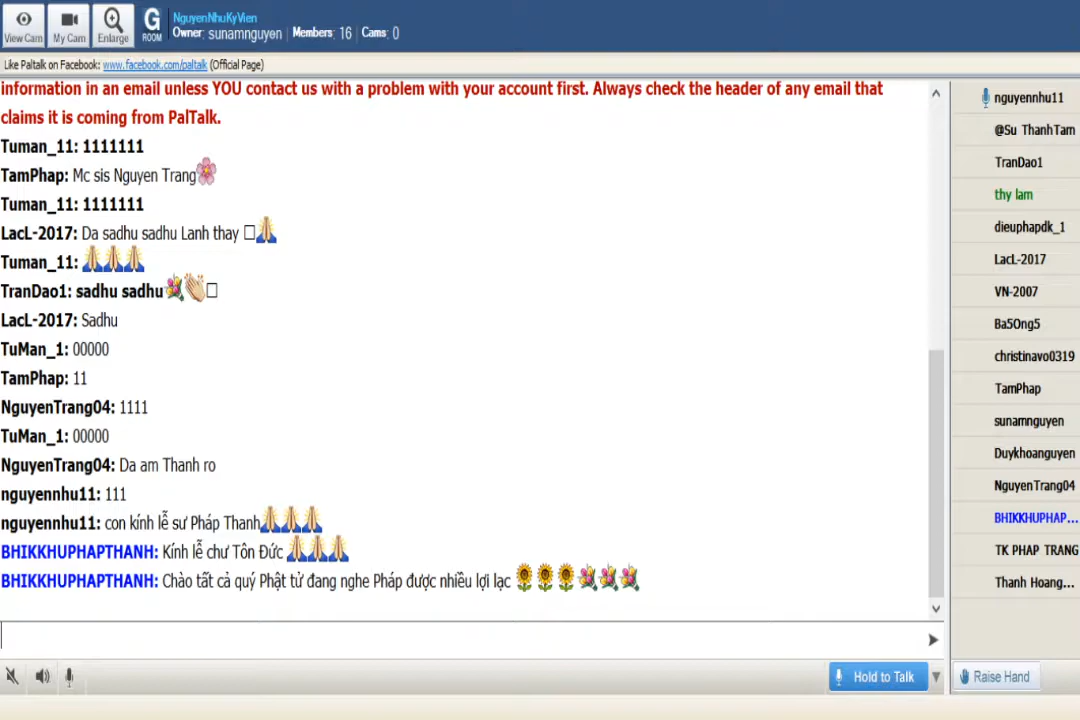 View Cam
My Cam
Enlarge
G
ROOM
NguyenNhuKyVien
Owner: sunamnguyen
Members: 16
Cams: 0
Like Paltalk on Facebook: www.facebook.com/paltalk (Official Page)
information in an email unless YOU contact us with a problem with your account first. Always check the header of any email that
claims it is coming from PalTalk.
Tuman_11: 1111111
TamPhap: Mc sis Nguyen Trang🌸
Tuman_11: 1111111
LacL-2017: Da sadhu sadhu Lanh thay □🙏
Tuman_11: 🙏🙏🙏
TranDao1: sadhu sadhu💐👏□
LacL-2017: Sadhu
TuMan_1: 00000
TamPhap: 11
NguyenTrang04: 1111
TuMan_1: 00000
NguyenTrang04: Da am Thanh ro
nguyennhu11: 111
nguyennhu11: con kính lễ sư Pháp Thanh🙏🙏🙏
BHIKKHUPHAPTHANH: Kính lễ chư Tôn Đức 🙏🙏🙏
BHIKKHUPHAPTHANH: Chào tất cả quý Phật tử đang nghe Pháp được nhiều lợi lạc 🌻🌻🌻💐💐💐
nguyennhu11
@Su ThanhTam
TranDao1
thy lam
dieuphapdk_1
LacL-2017
VN-2007
Ba5Ong5
christinavo0319
TamPhap
sunamnguyen
Duykhoanguyen
NguyenTrang04
BHIKKHUPHAP...
TK PHAP TRANG
Thanh Hoang...
Hold to Talk
Raise Hand